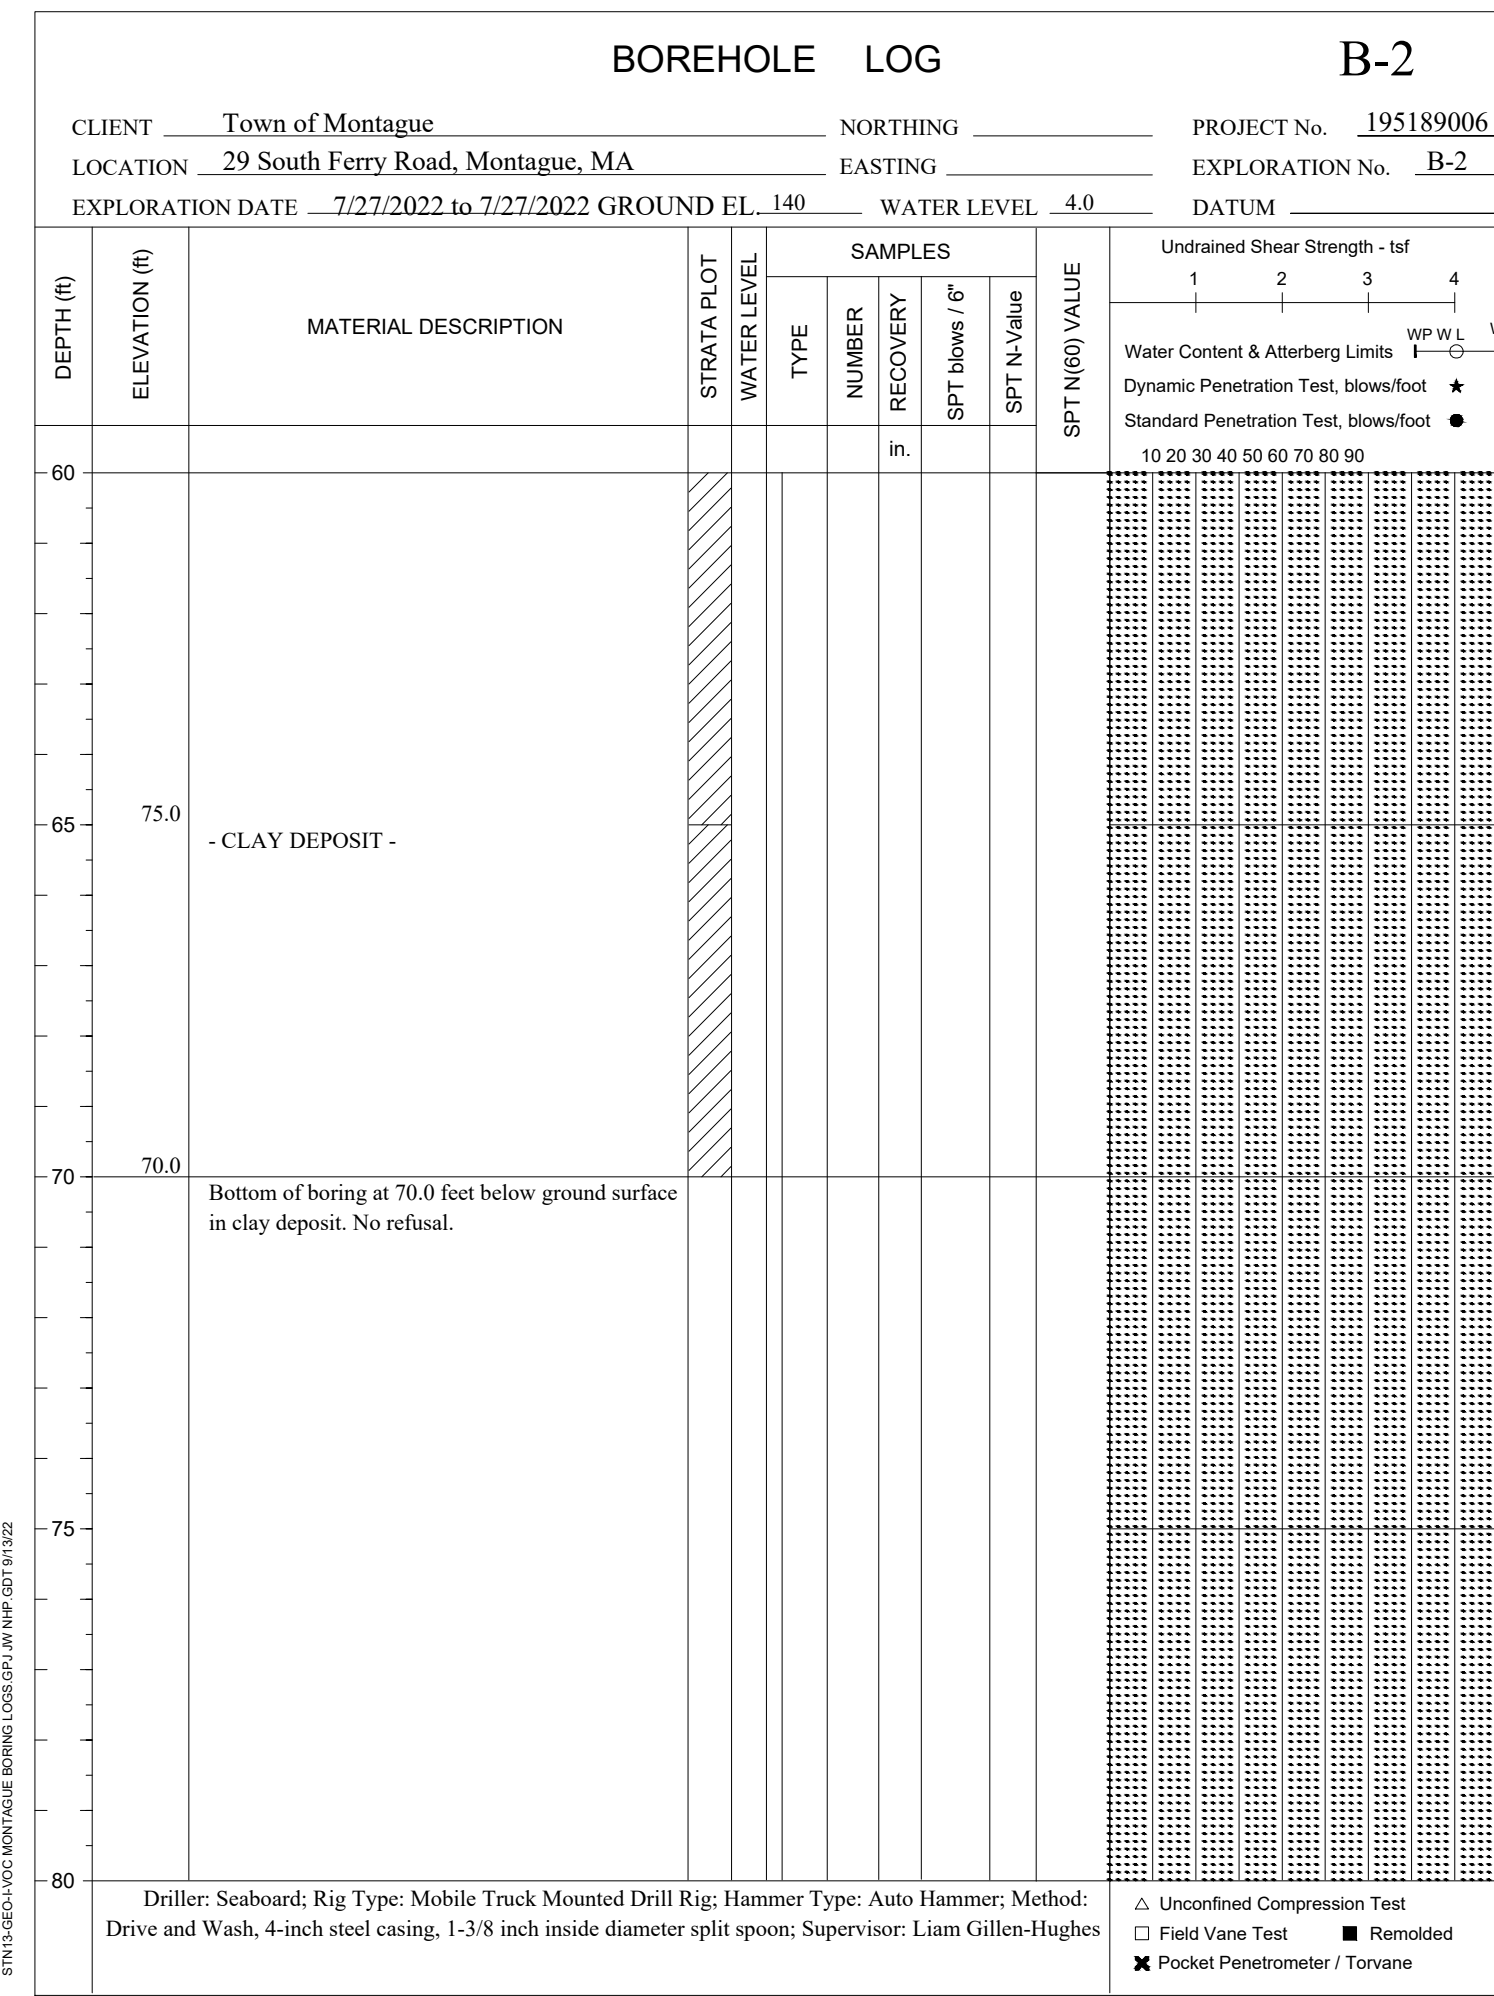 BOREHOLE LOG B-2
CLIENT Town of Montague NORTHING PROJECT No. 195189006
LOCATION 29 South Ferry Road, Montague, MA EASTING EXPLORATION No. B-2
EXPLORATION DATE 7/27/2022 to 7/27/2022 GROUND EL. 140 WATER LEVEL 4.0 DATUM
DEPTH (ft)
ELEVATION (ft)
MATERIAL DESCRIPTION
STRATA PLOT
WATER LEVEL
SAMPLES
TYPE
NUMBER
RECOVERY
in.
SPT blows / 6"
SPT N-Value
SPT N(60) VALUE
Undrained Shear Strength - tsf
1 2 3 4
WP W L
Water Content & Atterberg Limits
Dynamic Penetration Test, blows/foot
Standard Penetration Test, blows/foot
10 20 30 40 50 60 70 80 90
60
75.0
65
- CLAY DEPOSIT -
70.0
70
Bottom of boring at 70.0 feet below ground surface
in clay deposit. No refusal.
75
80
Driller: Seaboard; Rig Type: Mobile Truck Mounted Drill Rig; Hammer Type: Auto Hammer; Method:
Drive and Wash, 4-inch steel casing, 1-3/8 inch inside diameter split spoon; Supervisor: Liam Gillen-Hughes
Unconfined Compression Test
Field Vane Test Remolded
Pocket Penetrometer / Torvane
STN13-GEO-I-VOC MONTAGUE BORING LOGS.GPJ JW NHP.GDT 9/13/22